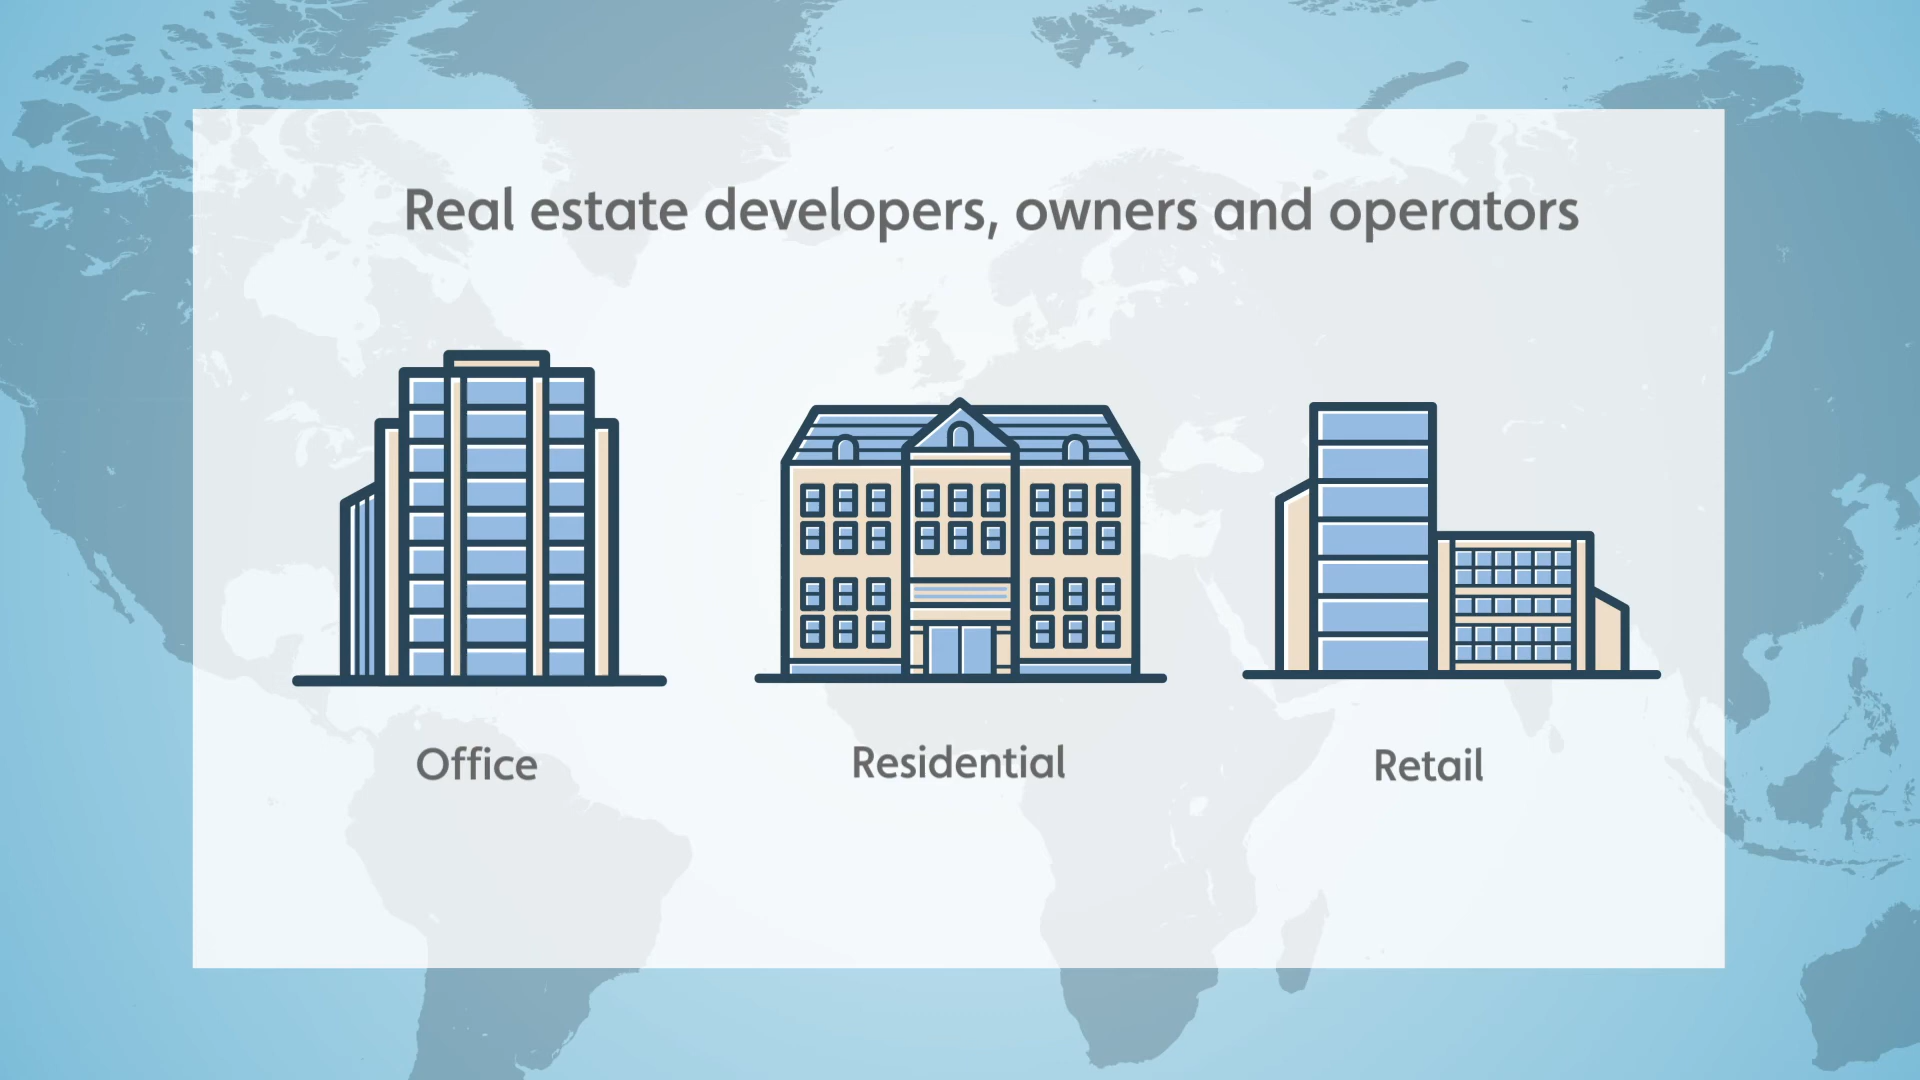 Real estate developers, owners and operators
Office
Residential
Retail